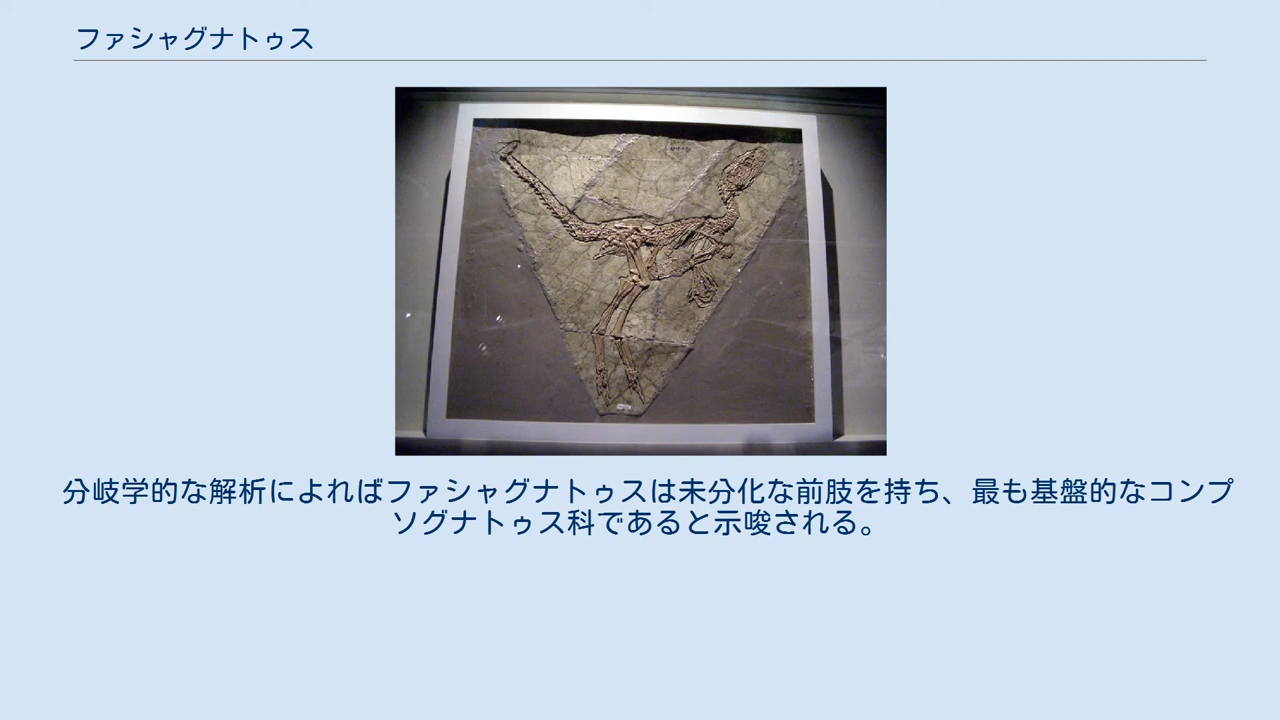 ファシャグナトゥス
分岐学的な解析によればファシャグナトゥスは未分化な前肢を持ち、最も基盤的なコンプ
ソグナトゥス科であると示唆される。